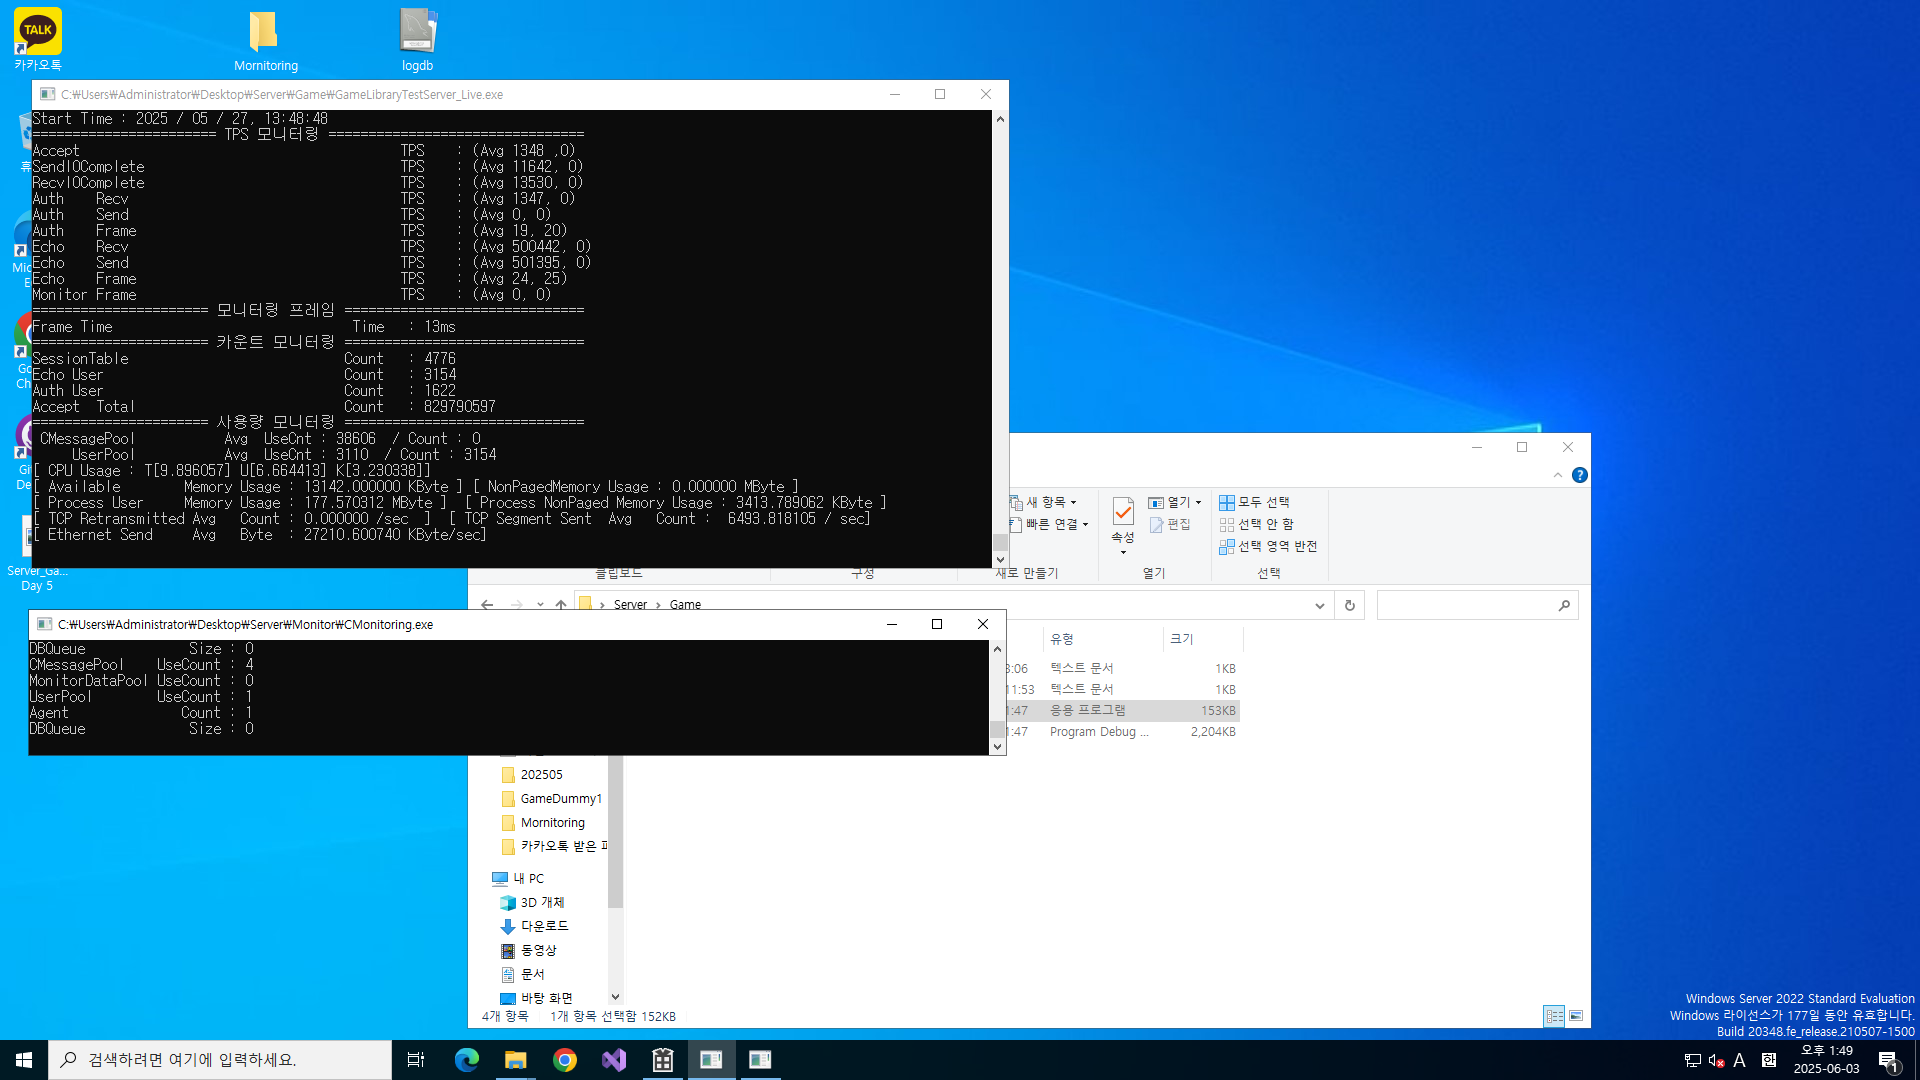 TALK
카카오톡
Mornitoring
logdb
C:₩Users₩Administrator₩Desktop₩Server₩Game₩GameLibraryTestServer_Live.exe
Start Time : 2025 / 05 / 27, 13:48:48
======================= TPS 모니터링 ================================
Accept TPS : (Avg 1348 ,0)
SendIOComplete TPS : (Avg 11642, 0)
RecvIOComplete TPS : (Avg 13530, 0)
Auth Recv TPS : (Avg 1347, 0)
Auth Send TPS : (Avg 0, 0)
Auth Frame TPS : (Avg 19, 20)
Echo Recv TPS : (Avg 500442, 0)
Echo Send TPS : (Avg 501395, 0)
Echo Frame TPS : (Avg 24, 25)
Monitor Frame TPS : (Avg 0, 0)
====================== 모니터링 프레임 ==============================
Frame Time Time : 13ms
====================== 카운트 모니터링 ==============================
SessionTable Count : 4776
Echo User Count : 3154
Auth User Count : 1622
Accept Total Count : 829790597
====================== 사용량 모니터링 ==============================
CMessagePool Avg UseCnt : 38606 / Count : 0
UserPool Avg UseCnt : 3110 / Count : 3154
[ CPU Usage : T[9.896057] U[6.664413] K[3.230338]]
[ Available Memory Usage : 13142.000000 KByte ] [ NonPagedMemory Usage : 0.000000 MByte ]
[ Process User Memory Usage : 177.570312 MByte ] [ Process NonPaged Memory Usage : 3413.789062 KByte ]
[ TCP Retransmitted Avg Count : 0.000000 /sec ] [ TCP Segment Sent Avg Count : 6493.818105 / sec]
[ Ethernet Send Avg Byte : 27210.600740 KByte/sec]
휴
Mic
E
Go
Ch
Gi
De
Server_Ga...
Day 5
새 항목
빠른 연결
속성
열기
편집
모두 선택
선택 안 함
선택 영역 반전
클립보드
구성
새로 만들기
열기
선택
Server > Game
C:₩Users₩Administrator₩Desktop₩Server₩Monitor₩CMonitoring.exe
DBQueue Size : 0
CMessagePool UseCount : 4
MonitorDataPool UseCount : 0
UserPool UseCount : 1
Agent Count : 1
DBQueue Size : 0
유형 크기
3:06 텍스트 문서 1KB
11:53 텍스트 문서 1KB
1:47 응용 프로그램 153KB
1:47 Program Debug ... 2,204KB
202505
GameDummy1
Mornitoring
카카오톡 받은 파
내 PC
3D 개체
다운로드
동영상
문서
바탕 화면
4개 항목 1개 항목 선택함 152KB
Windows Server 2022 Standard Evaluation
Windows 라이선스가 177일 동안 유효합니다.
Build 20348.fe_release.210507-1500
검색하려면 여기에 입력하세요.
A
한
오후 1:49
2025-06-03
1